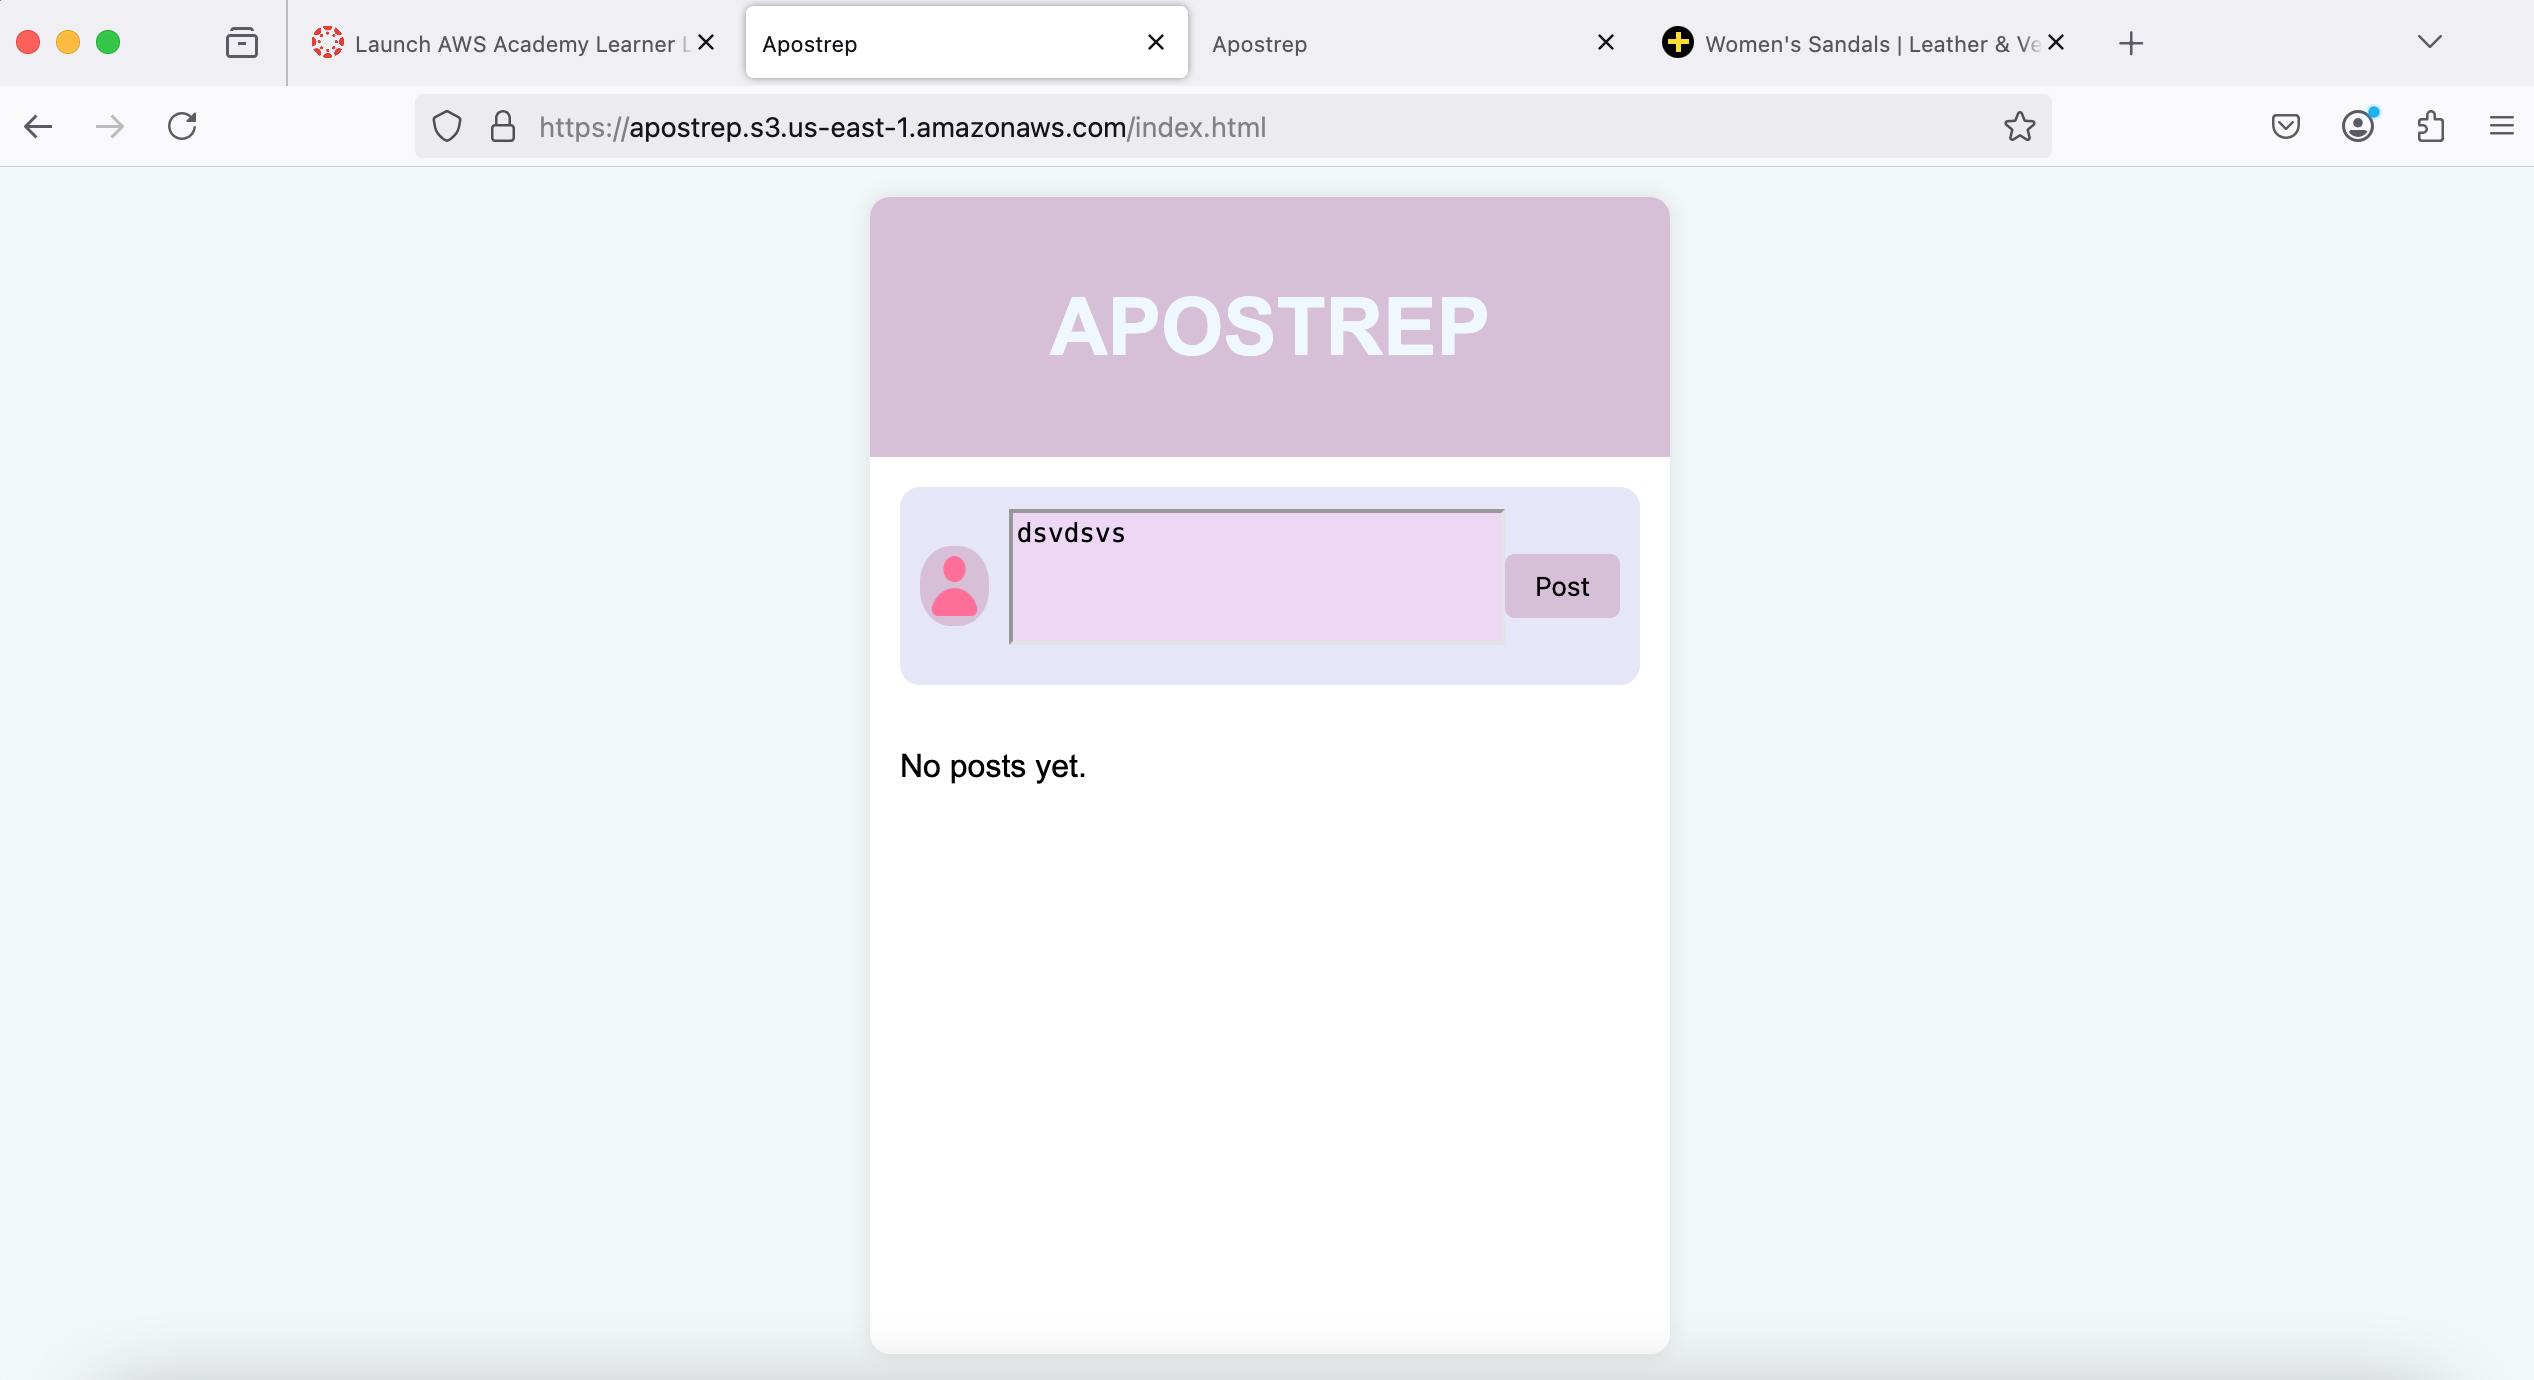 Launch AWS Academy Learner
Apostrep
Apostrep
Women's Sandals | Leather & Ve
https://apostrep.s3.us-east-1.amazonaws.com/index.html
APOSTREP
dsvdsvs
Post
No posts yet.